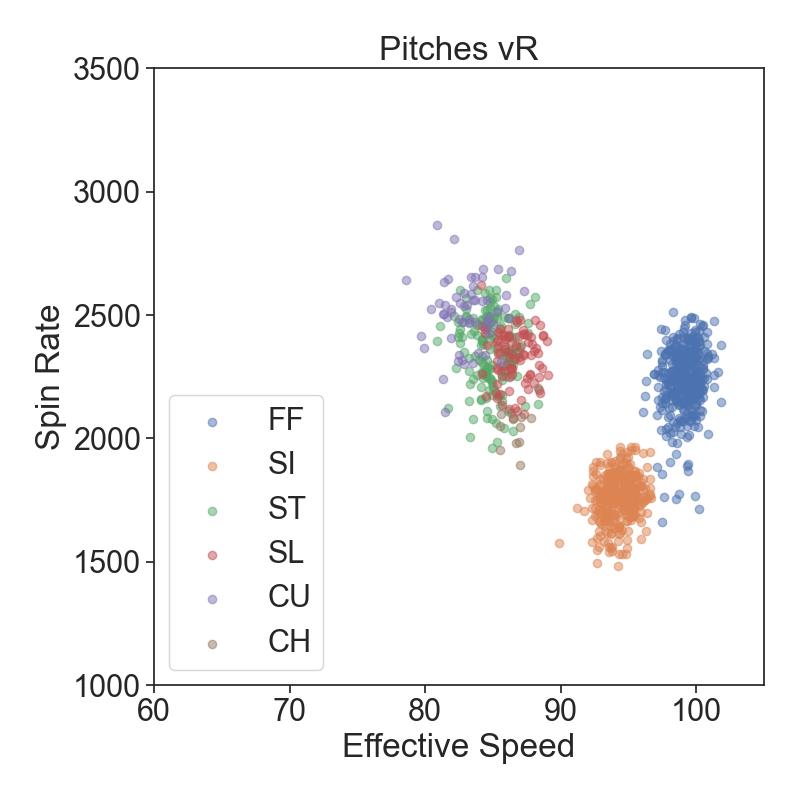 Pitches vR
3500
3000
2500
2000
1500
1000
Spin Rate
FF
SI
ST
SL
CU
CH
60
70
80
90
100
Effective Speed